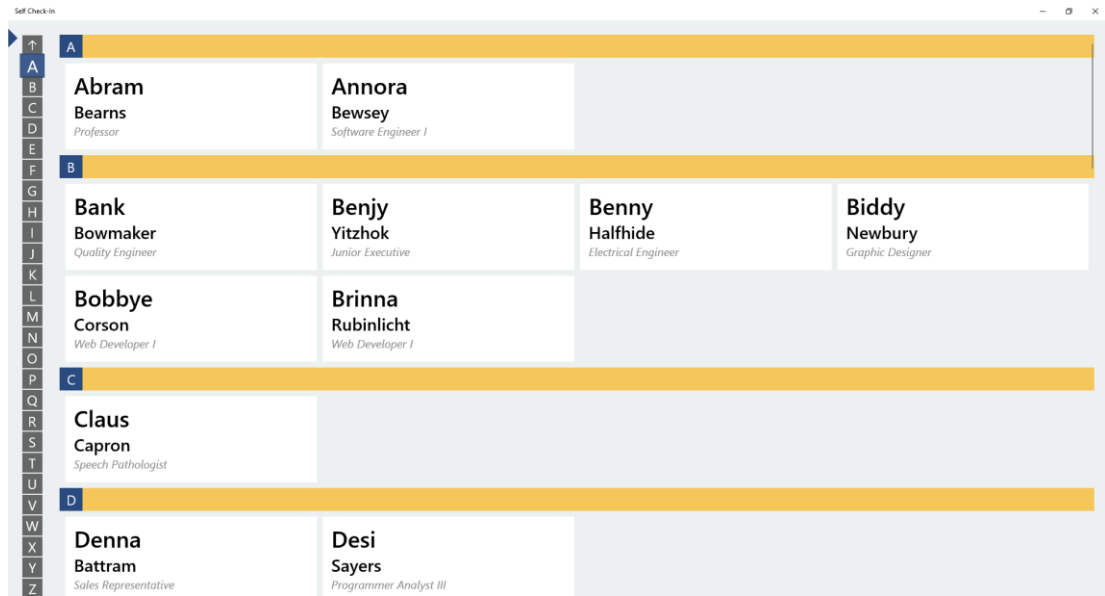 Self Check-In
↑
A
B
C
D
E
F
G
H
I
J
K
L
M
N
O
P
Q
R
S
T
U
V
W
X
Y
Z
A
Abram
Bearns
Professor
Annora
Bewsey
Software Engineer I
B
Bank
Bowmaker
Quality Engineer
Benjy
Yitzhok
Junior Executive
Benny
Halfhide
Electrical Engineer
Biddy
Newbury
Graphic Designer
Bobbye
Corson
Web Developer I
Brinna
Rubinlicht
Web Developer I
C
Claus
Capron
Speech Pathologist
D
Denna
Battram
Sales Representative
Desi
Sayers
Programmer Analyst III